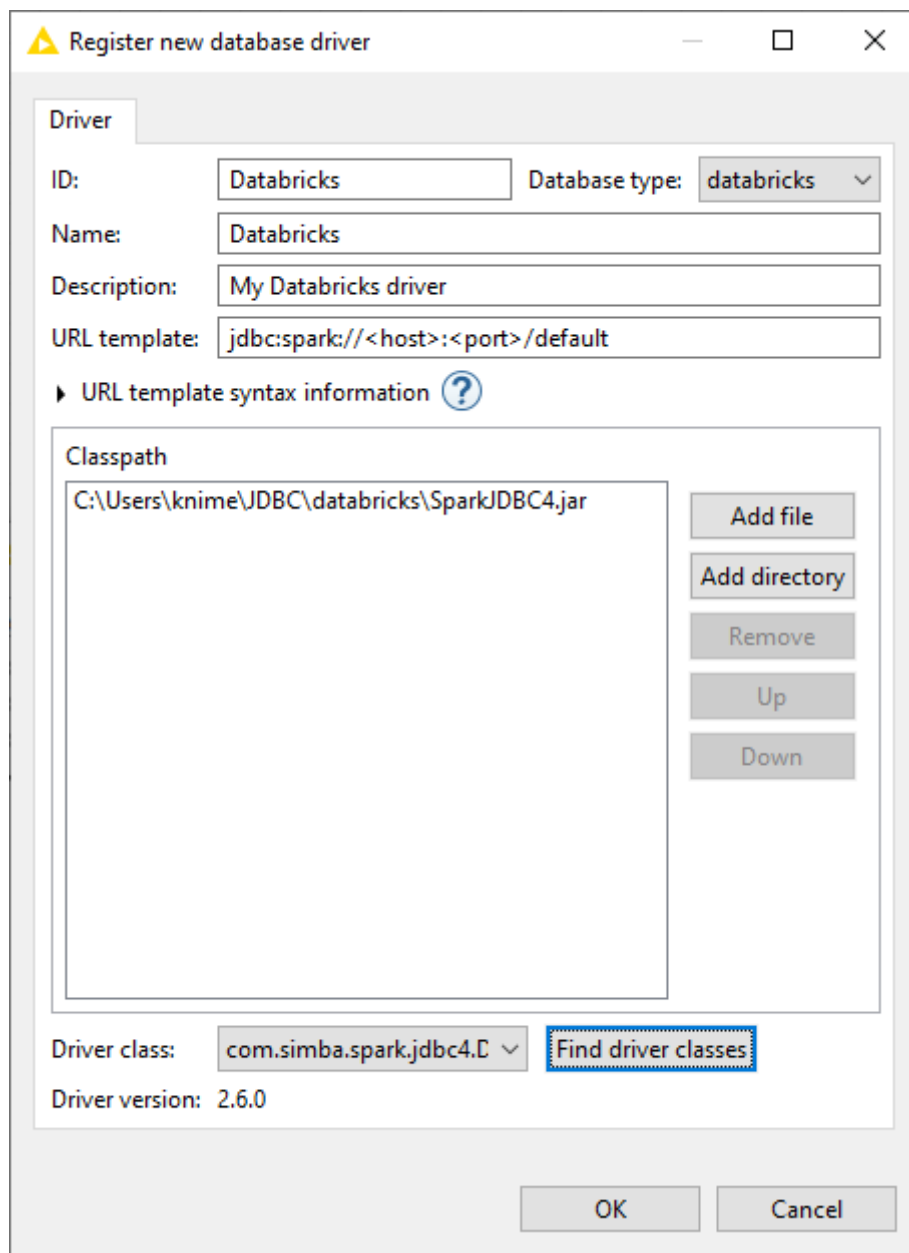 Register new database driver
Driver
ID: Databricks Database type: databricks
Name: Databricks
Description: My Databricks driver
URL template: jdbc:spark://<host>:<port>/default
URL template syntax information ?
Classpath
C:\Users\knime\JDBC\databricks\SparkJDBC4.jar
Add file
Add directory
Remove
Up
Down
Driver class: com.simba.spark.jdbc4.D Find driver classes
Driver version: 2.6.0
OK Cancel